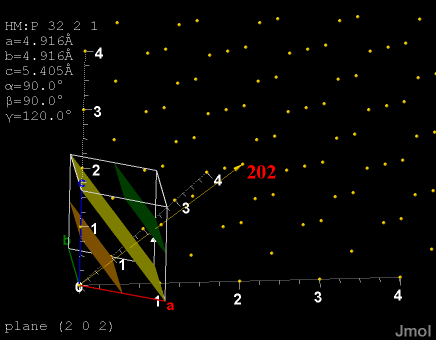 HM:P 32 2 1
a=4.916Å
b=4.916Å
c=5.405Å
α=90.0°
β=90.0°
γ=120.0°
4
3
2
c
1
b
0
1
3
4
202
1
a
2
3
4
plane (2 0 2)
Jmol